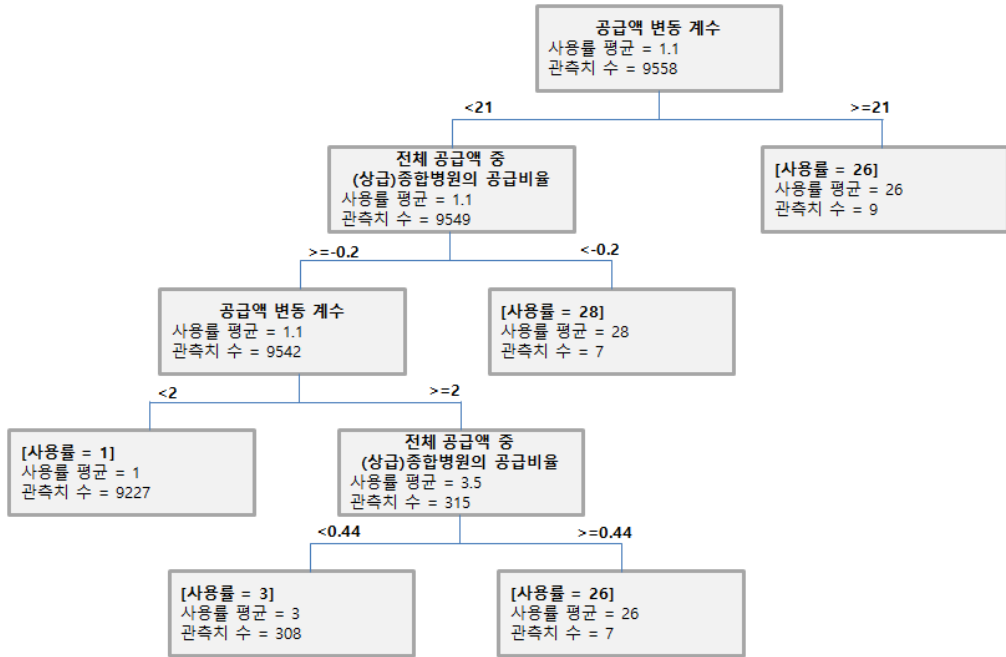 공급액 변동 계수
사용률 평균 = 1.1
관측치 수 = 9558
<21
>=21
전체 공급액 중
(상급)종합병원의 공급비율
사용률 평균 = 1.1
관측치 수 = 9549
[사용률 = 26]
사용률 평균 = 26
관측치 수 = 9
>=-0.2
<-0.2
공급액 변동 계수
사용률 평균 = 1.1
관측치 수 = 9542
[사용률 = 28]
사용률 평균 = 28
관측치 수 = 7
<2
>=2
[사용률 = 1]
사용률 평균 = 1
관측치 수 = 9227
전체 공급액 중
(상급)종합병원의 공급비율
사용률 평균 = 3.5
관측치 수 = 315
<0.44
>=0.44
[사용률 = 3]
사용률 평균 = 3
관측치 수 = 308
[사용률 = 26]
사용률 평균 = 26
관측치 수 = 7